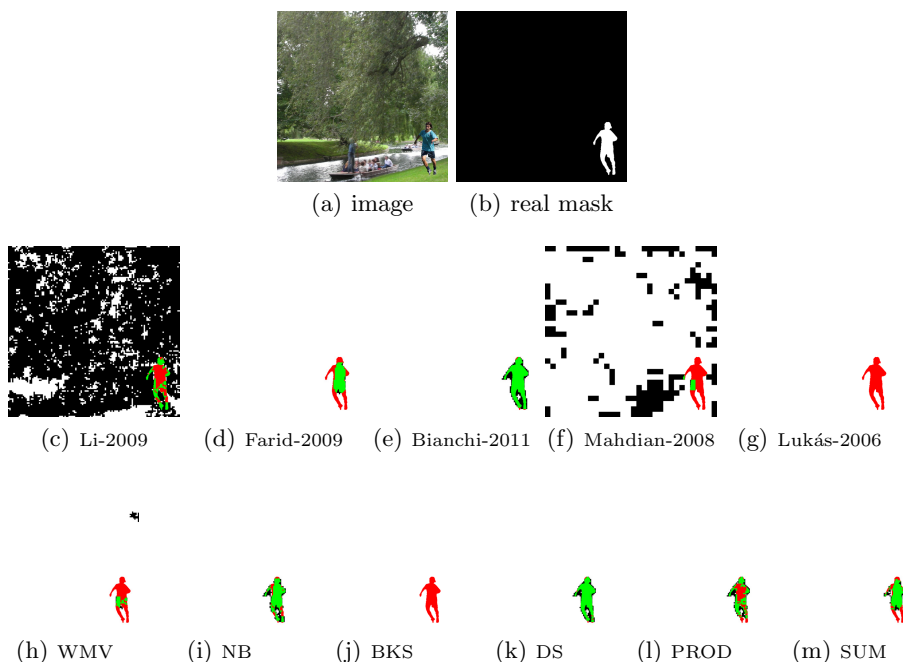 (a) image (b) real mask
(c) Li-2009 (d) Farid-2009 (e) Bianchi-2011 (f) Mahdian-2008 (g) Lukás-2006
(h) WMV (i) NB (j) BKS (k) DS (l) PROD (m) SUM